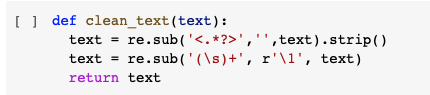 [ ] def clean_text(text):
text = re.sub('<.*?>','',text).strip()
text = re.sub('(\s)+', r'\1', text)
return text